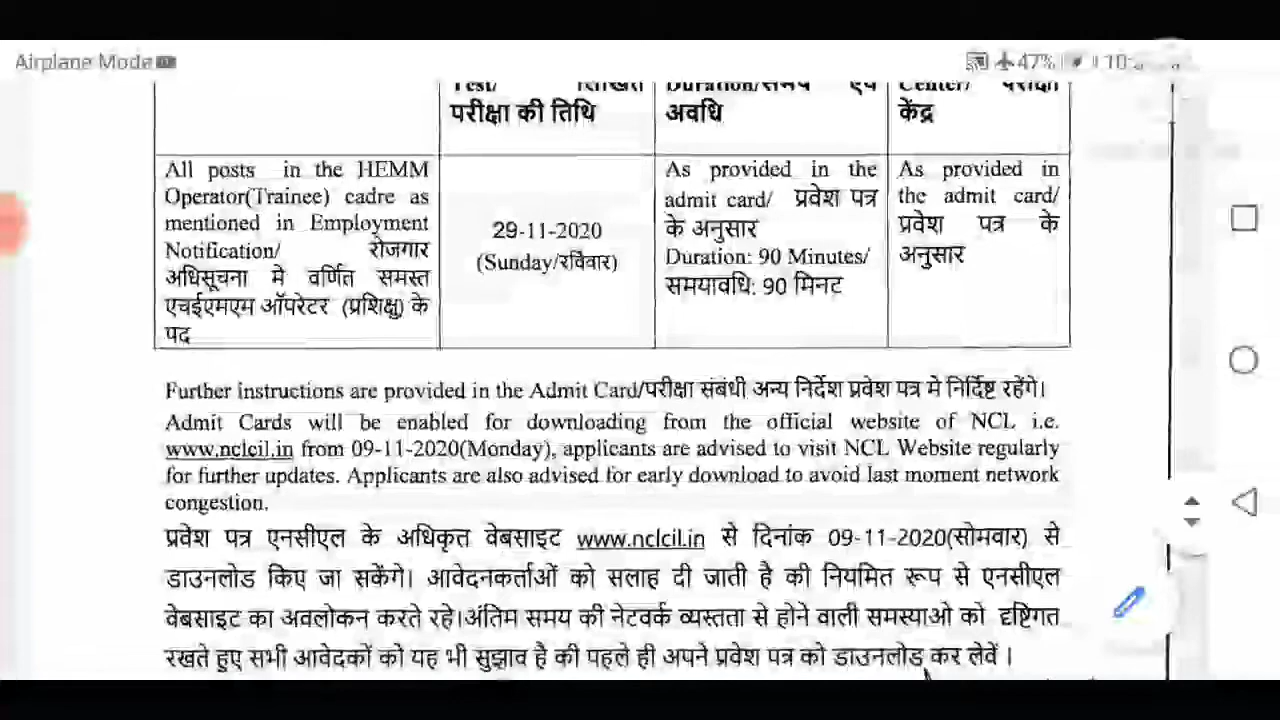 Airplane Mode
47%
Test/ लिखित
परीक्षा की तिथि
Duration/समय एवं
अवधि
Center/ परीक्षा
केंद्र
All posts in the HEMM
Operator(Trainee) cadre as
mentioned in Employment
Notification/ रोजगार
अधिसूचना मे वर्णित समस्त
एचईएमएम ऑपरेटर (प्रशिक्षु) के
पद
29-11-2020
(Sunday/रविवार)
As provided in the
admit card/ प्रवेश पत्र
के अनुसार
Duration: 90 Minutes/
समयावधि: 90 मिनट
As provided in
the admit card/
प्रवेश पत्र के
अनुसार
Further instructions are provided in the Admit Card/परीक्षा संबंधी अन्य निर्देश प्रवेश पत्र मे निर्दिष्ट रहेंगे।
Admit Cards will be enabled for downloading from the official website of NCL i.e.
www.nclcil.in from 09-11-2020(Monday), applicants are advised to visit NCL Website regularly
for further updates. Applicants are also advised for early download to avoid last moment network
congestion.
प्रवेश पत्र एनसीएल के अधिकृत वेबसाइट www.nclcil.in से दिनांक 09-11-2020(सोमवार) से
डाउनलोड किए जा सकेंगे। आवेदनकर्ताओं को सलाह दी जाती है की नियमित रूप से एनसीएल
वेबसाइट का अवलोकन करते रहे।अंतिम समय की नेटवर्क व्यस्तता से होने वाली समस्याओ को दृष्टिगत
रखते हुए सभी आवेदकों को यह भी सुझाव है की पहले ही अपने प्रवेश पत्र को डाउनलोड कर लेवें ।